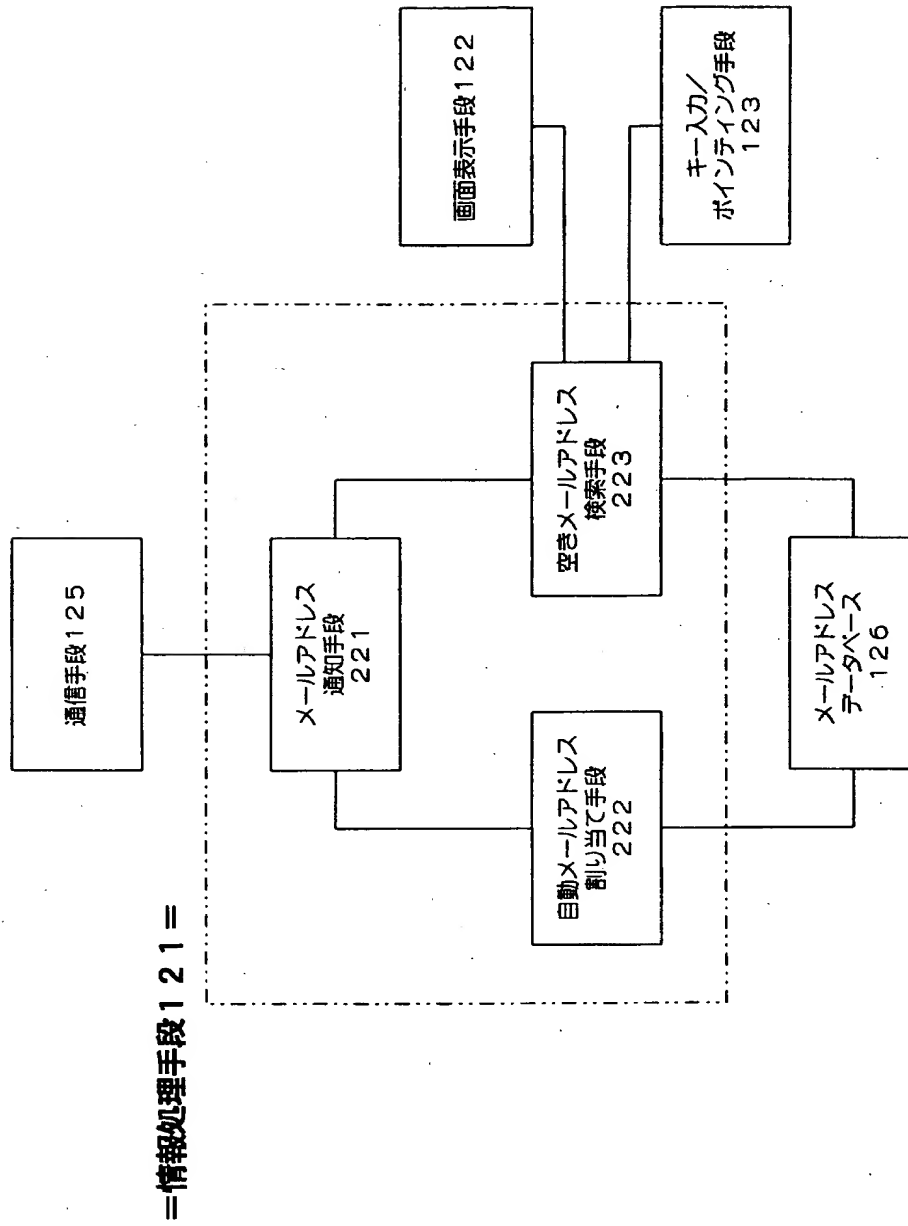 =情報処理手段121=
通信手段125
メールアドレス
通知手段
221
自動メールアドレス
割り当て手段
222
空きメールアドレス
検索手段
223
メールアドレス
データベース
126
画面表示手段122
キー入力/
ポインティング手段
123